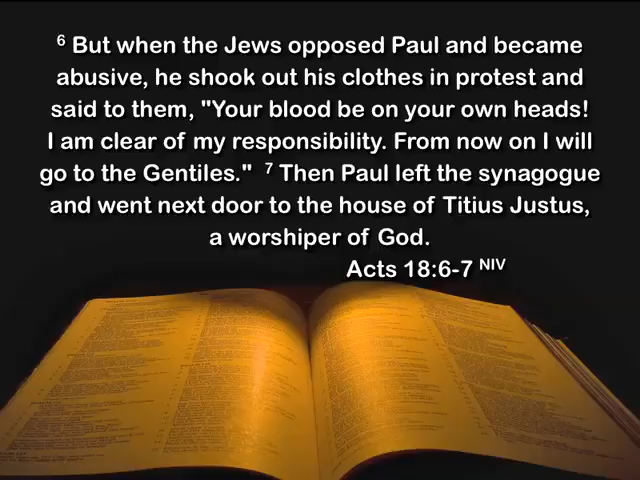 6 But when the Jews opposed Paul and became
abusive, he shook out his clothes in protest and
said to them, "Your blood be on your own heads!
I am clear of my responsibility. From now on I will
go to the Gentiles." 7 Then Paul left the synagogue
and went next door to the house of Titius Justus,
a worshiper of God.
Acts 18:6-7 NIV